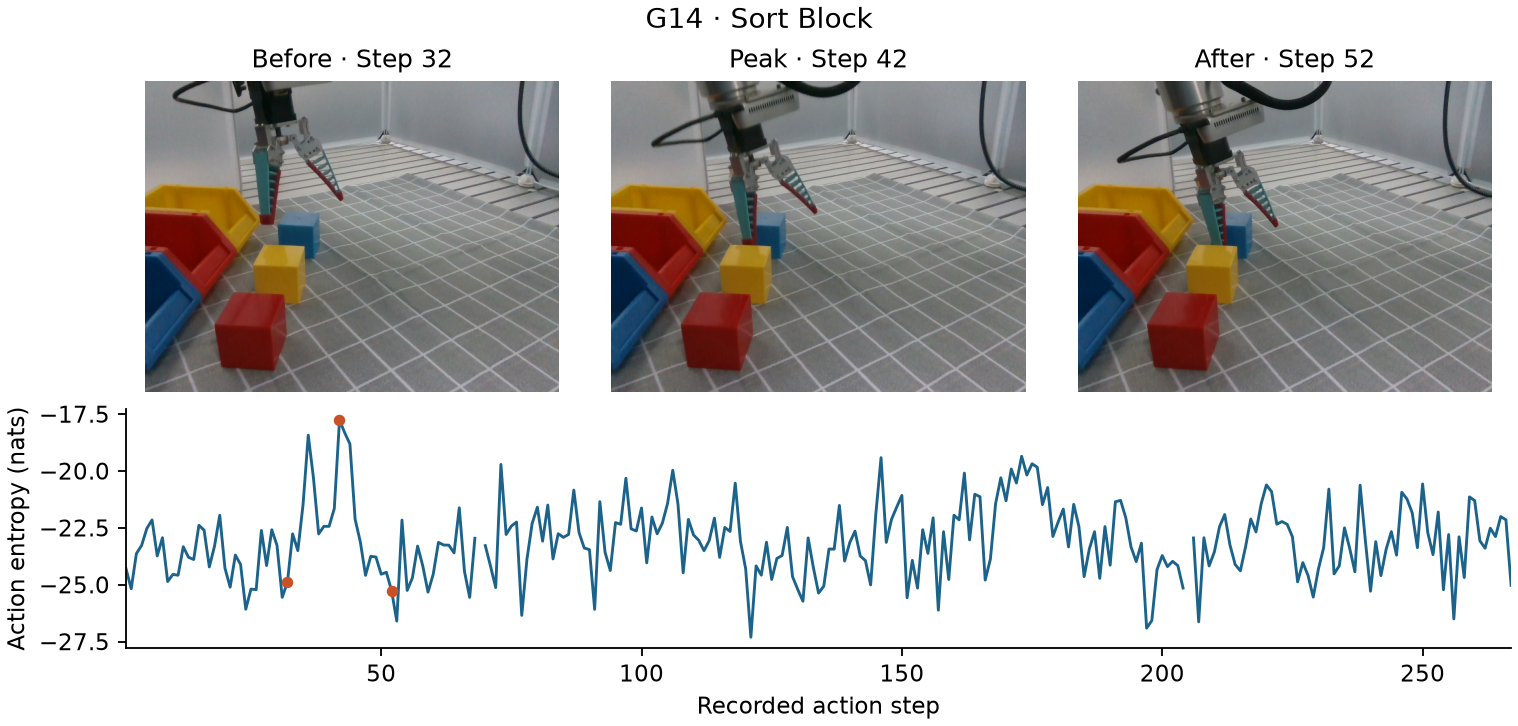 G14 · Sort Block
Before · Step 32
Peak · Step 42
After · Step 52
Action entropy (nats)
−17.5
−20.0
−22.5
−25.0
−27.5
50
100
150
200
250
Recorded action step